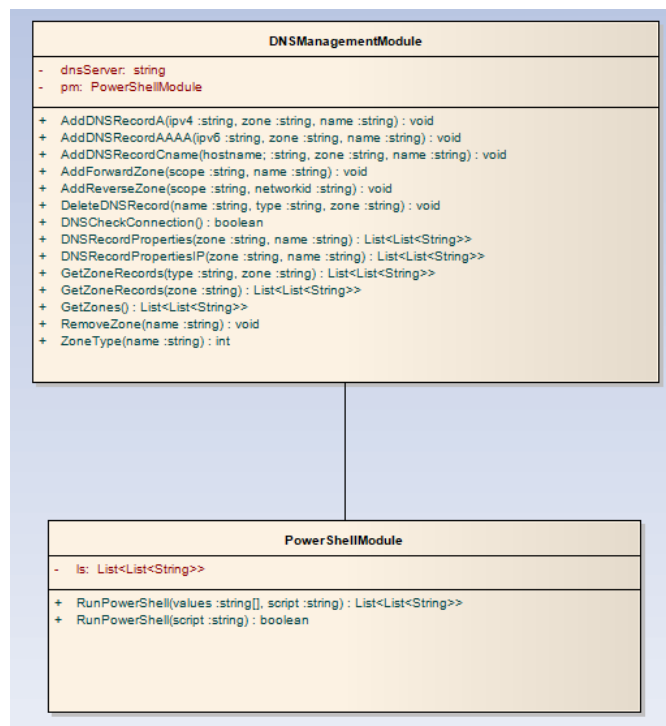 DNSManagementModule
- dnsServer: string
- pm: PowerShellModule
+ AddDNSRecordA(ipv4 :string, zone :string, name :string) : void
+ AddDNSRecordAAAA(ipv6 :string, zone :string, name :string) : void
+ AddDNSRecordCname(hostname; :string, zone :string, name :string) : void
+ AddForwardZone(scope :string, name :string) : void
+ AddReverseZone(scope :string, networkid :string) : void
+ DeleteDNSRecord(name :string, type :string, zone :string) : void
+ DNSCheckConnection() : boolean
+ DNSRecordProperties(zone :string, name :string) : List<List<String>>
+ DNSRecordPropertiesIP(zone :string, name :string) : List<List<String>>
+ GetZoneRecords(type :string, zone :string) : List<List<String>>
+ GetZoneRecords(zone :string) : List<List<String>>
+ GetZones() : List<List<String>>
+ RemoveZone(name :string) : void
+ ZoneType(name :string) : int
PowerShellModule
- ls: List<List<String>>
+ RunPowerShell(values :string[], script :string) : List<List<String>>
+ RunPowerShell(script :string) : boolean